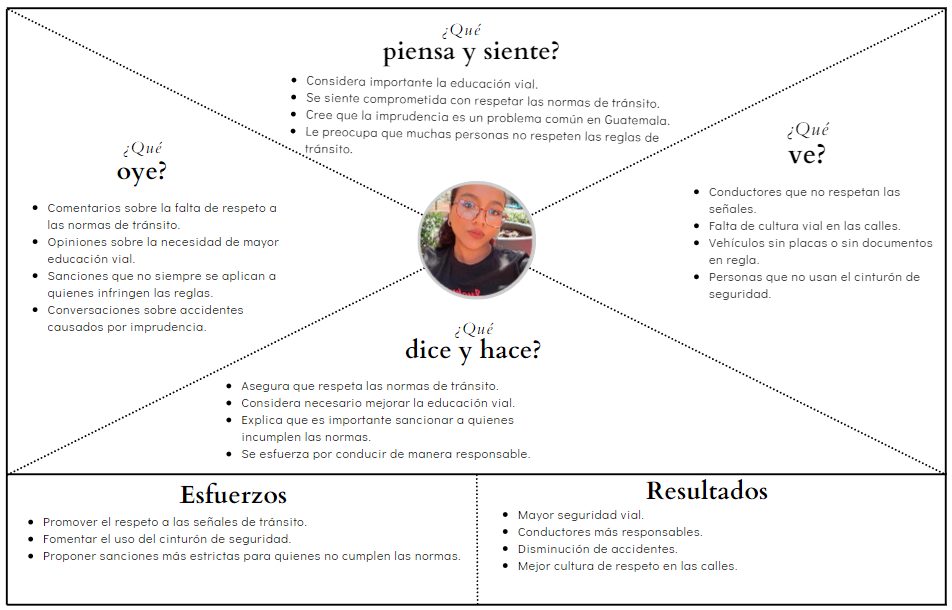 ¿Qué
piensa y siente?
Considera importante la educación vial.
Se siente comprometida con respetar las normas de tránsito.
Cree que la imprudencia es un problema común en Guatemala.
Le preocupa que muchas personas no respeten las reglas de
tránsito.
¿Qué
oye?
Comentarios sobre la falta de respeto a
las normas de tránsito.
Opiniones sobre la necesidad de mayor
educación vial.
Sanciones que no siempre se aplican a
quienes infringen las reglas.
Conversaciones sobre accidentes
causados por imprudencia.
¿Qué
ve?
Conductores que no respetan las
señales.
Falta de cultura vial en las calles.
Vehículos sin placas o sin documentos
en regla.
Personas que no usan el cinturón de
seguridad.
¿Qué
dice y hace?
Asegura que respeta las normas de tránsito.
Considera necesario mejorar la educación vial.
Explica que es importante sancionar a quienes
incumplen las normas.
Se esfuerza por conducir de manera responsable.
Esfuerzos
Promover el respeto a las señales de tránsito.
Fomentar el uso del cinturón de seguridad.
Proponer sanciones más estrictas para quienes no cumplen las normas.
Resultados
Mayor seguridad vial.
Conductores más responsables.
Disminución de accidentes.
Mejor cultura de respeto en las calles.